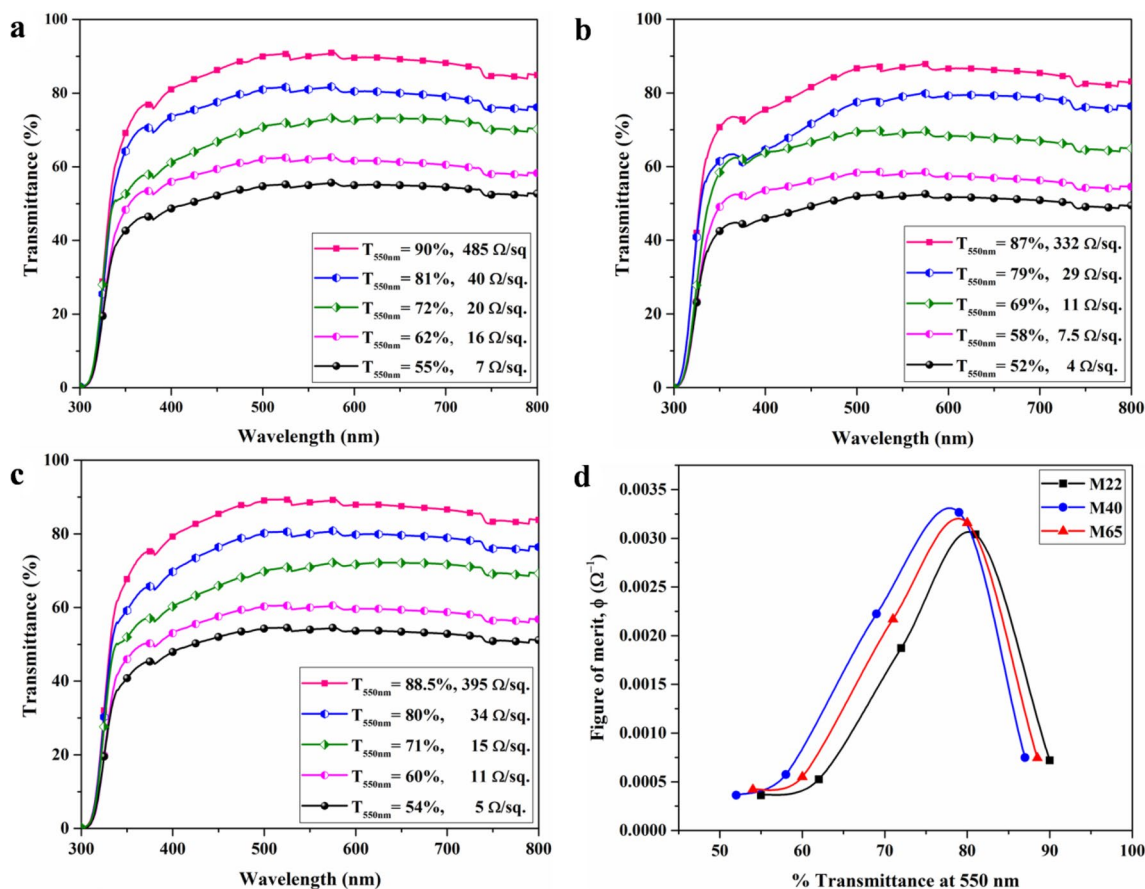 a
100
80
60
40
20
0
Transmittance (%)
T550nm= 90%, 485 Ω/sq
T550nm= 81%, 40 Ω/sq.
T550nm= 72%, 20 Ω/sq.
T550nm= 62%, 16 Ω/sq.
T550nm= 55%, 7 Ω/sq.
300 400 500 600 700 800
Wavelength (nm)
b
100
80
60
40
20
0
Transmittance (%)
T550nm= 87%, 332 Ω/sq.
T550nm= 79%, 29 Ω/sq.
T550nm= 69%, 11 Ω/sq.
T550nm= 58%, 7.5 Ω/sq.
T550nm= 52%, 4 Ω/sq.
300 400 500 600 700 800
Wavelength (nm)
c
100
80
60
40
20
0
Transmittance (%)
T550nm= 88.5%, 395 Ω/sq.
T550nm= 80%, 34 Ω/sq.
T550nm= 71%, 15 Ω/sq.
T550nm= 60%, 11 Ω/sq.
T550nm= 54%, 5 Ω/sq.
300 400 500 600 700 800
Wavelength (nm)
d
0.0035
0.0030
0.0025
0.0020
0.0015
0.0010
0.0005
0.0000
Figure of merit, ϕ (Ω⁻¹)
M22
M40
M65
50 60 70 80 90 100
% Transmittance at 550 nm